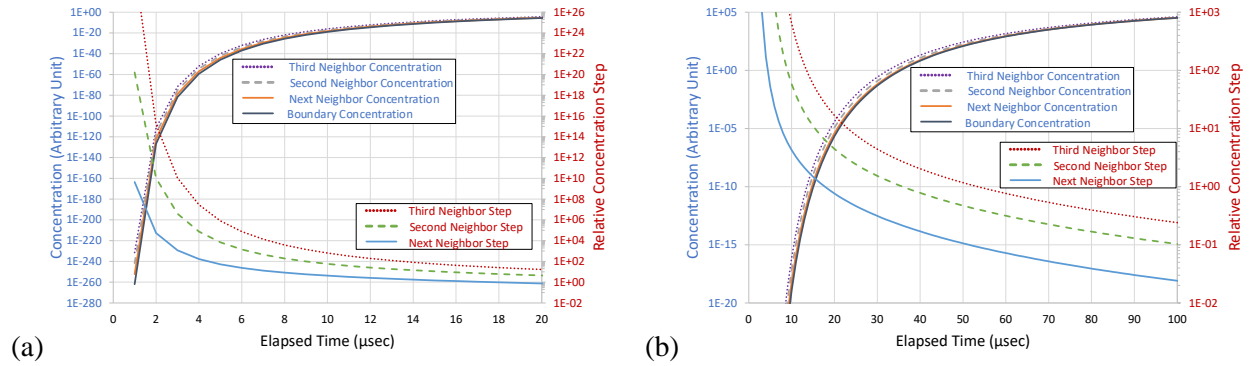 Concentration (Arbitrary Unit)
1E+00
1E-20
1E-40
1E-60
1E-80
1E-100
1E-120
1E-140
1E-160
1E-180
1E-200
1E-220
1E-240
1E-260
1E-280
Third Neighbor Concentration
Second Neighbor Concentration
Next Neighbor Concentration
Boundary Concentration
Third Neighbor Step
Second Neighbor Step
Next Neighbor Step
1E+26
1E+24
1E+22
1E+20
1E+18
1E+16
1E+14
1E+12
1E+10
1E+08
1E+06
1E+04
1E+02
1E+00
1E-02
Relative Concentration Step
0 2 4 6 8 10 12 14 16 18 20
Elapsed Time (µsec)
(a)
Concentration (Arbitrary Unit)
1E+05
1E+00
1E-05
1E-10
1E-15
1E-20
Third Neighbor Concentration
Second Neighbor Concentration
Next Neighbor Concentration
Boundary Concentration
Third Neighbor Step
Second Neighbor Step
Next Neighbor Step
1E+03
1E+02
1E+01
1E+00
1E-01
1E-02
Relative Concentration Step
0 10 20 30 40 50 60 70 80 90 100
Elapsed Time (µsec)
(b)